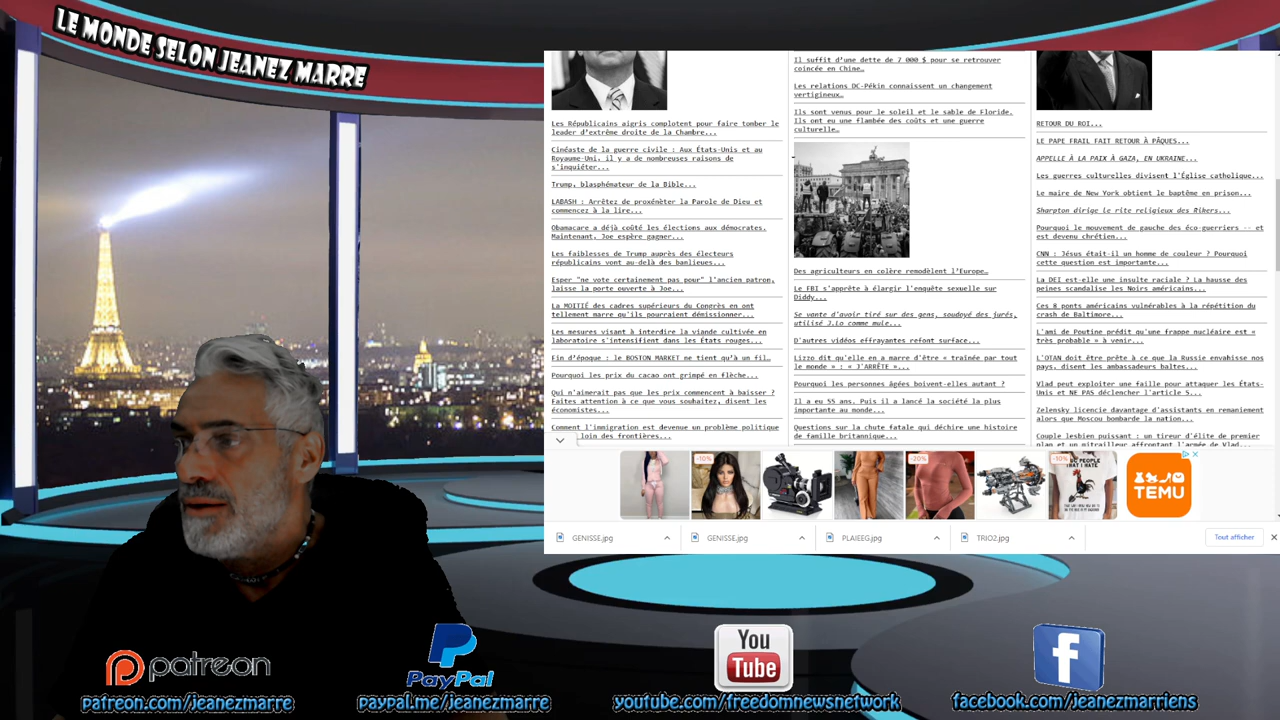 LE MONDE SELON JEANEZ MARRE
Les Républicains aigris complotent pour faire tomber le
leader d'extrême droite de la Chambre...
Cinéaste de la guerre civile : Aux États-Unis et au
Royaume-Uni, il y a de nombreuses raisons de
s'inquiéter...
Trump, blasphémateur de la Bible...
LABASH : Arrêtez de proxénèter la Parole de Dieu et
commencez à la lire...
Obamacare a déjà coûté les élections aux démocrates.
Maintenant, Joe espère gagner...
Les faiblesses de Trump auprès des électeurs
républicains vont au-delà des banlieues...
Esper "ne vote certainement pas pour" l'ancien patron,
laisse la porte ouverte à Joe...
La MOITIÉ des cadres supérieurs du Congrès en ont
tellement marre qu'ils pourraient démissionner...
Les mesures visant à interdire la viande cultivée en
laboratoire s'intensifient dans les États rouges...
Fin d'époque : le BOSTON MARKET ne tient qu'à un fil…
Pourquoi les prix du cacao ont grimpé en flèche...
Qui n'aimerait pas que les prix commencent à baisser ?
Faites attention à ce que vous souhaitez, disent les
économistes...
Comment l'immigration est devenue un problème politique
loin des frontières...
Il suffit d'une dette de 7 000 $ pour se retrouver
coincée en Chine…
Les relations DC-Pékin connaissent un changement
vertigineux…
Ils sont venus pour le soleil et le sable de Floride.
Ils ont eu une flambée des coûts et une guerre
culturelle…
Des agriculteurs en colère remodèlent l'Europe…
Le FBI s'apprête à élargir l'enquête sexuelle sur
Diddy...
Se vante d'avoir tiré sur des gens, soudoyé des jurés,
utilisé J.Lo comme mule...
D'autres vidéos effrayantes refont surface...
Lizzo dit qu'elle en a marre d'être « traînée par tout
le monde » : « J'ARRÊTE »...
Pourquoi les personnes âgées boivent-elles autant ?
Il a eu 55 ans. Puis il a lancé la société la plus
importante au monde...
Questions sur la chute fatale qui déchire une histoire
de famille britannique...
RETOUR DU ROI...
LE PAPE FRAIL FAIT RETOUR À PÂQUES...
APPELLE À LA PAIX À GAZA, EN UKRAINE...
Les guerres culturelles divisent l'Église catholique...
Le maire de New York obtient le baptême en prison...
Sharpton dirige le rite religieux des Rikers...
Pourquoi le mouvement de gauche des éco-guerriers -- et
est devenu chrétien...
CNN : Jésus était-il un homme de couleur ? Pourquoi
cette question est importante...
La DEI est-elle une insulte raciale ? La hausse des
peines scandalise les Noirs américains...
Ces 8 ponts américains vulnérables à la répétition du
crash de Baltimore...
L'ami de Poutine prédit qu'une frappe nucléaire est «
très probable » à venir...
L'OTAN doit être prête à ce que la Russie envahisse nos
pays, disent les ambassadeurs baltes...
Vlad peut exploiter une faille pour attaquer les États-
Unis et NE PAS déclencher l'article 5...
Zelensky licencie davantage d'assistants en remaniement
alors que Moscou bombarde la nation...
Couple lesbien puissant : un tireur d'élite de premier
plan et un mitrailleur affrontant l'armée de Vlad...
-10%
-20%
-10%
PEOPLE
THAT I HATE
TEMU
GENISSE.jpg
GENISSE.jpg
PLAIEEG.jpg
TRIO2.jpg
Tout afficher
patreon
PayPal
You
Tube
f
patreon.com/jeanezmarre
paypal.me/jeanezmarre
youtube.com/freedomnewsnetwork
facebook.com/jeanezmarriens